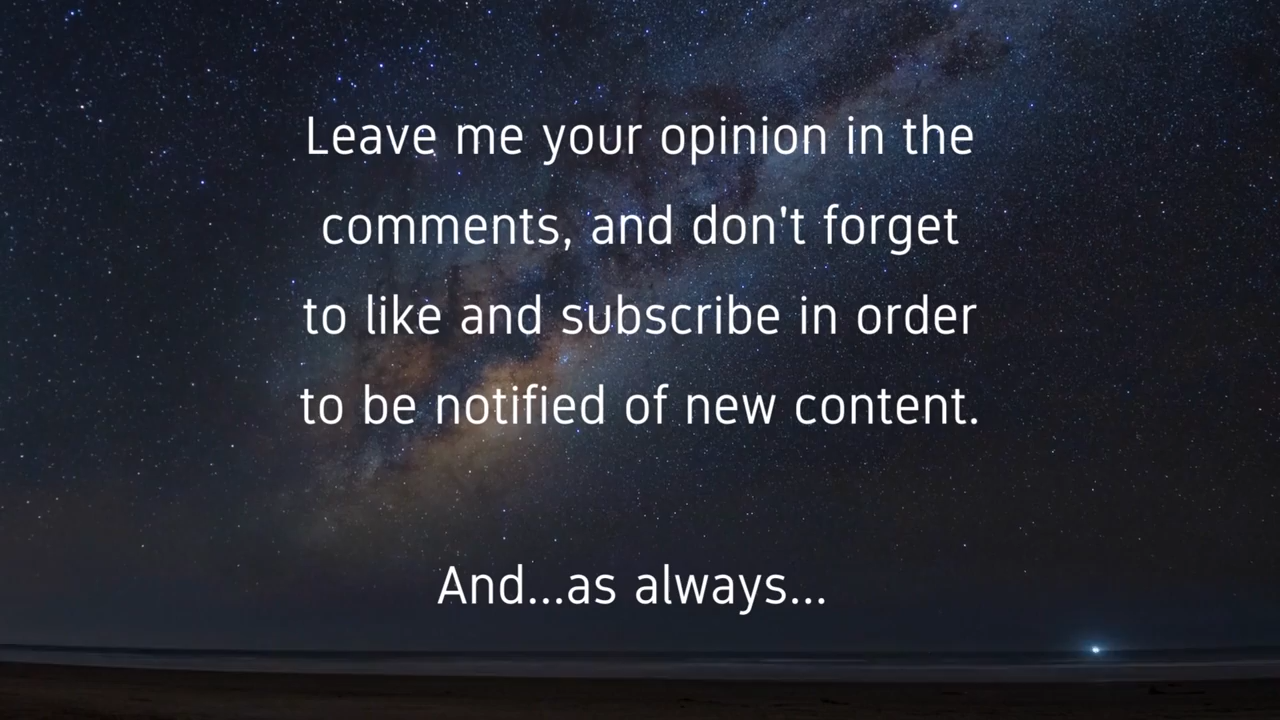 Leave me your opinion in the
comments, and don't forget
to like and subscribe in order
to be notified of new content.
And...as always...